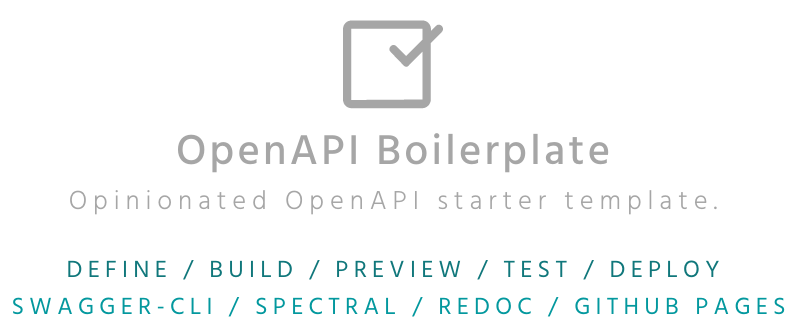 OpenAPI Boilerplate
Opinionated OpenAPI starter template.
DEFINE / BUILD / PREVIEW / TEST / DEPLOY
SWAGGER-CLI / SPECTRAL / REDOC / GITHUB PAGES